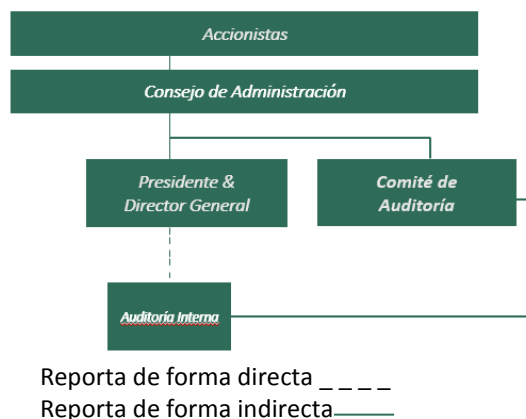 Accionistas
Consejo de Administración
Presidente &
Director General
Comité de
Auditoría
Auditoría Interna
Reporta de forma directa _ _ _ _
Reporta de forma indirecta